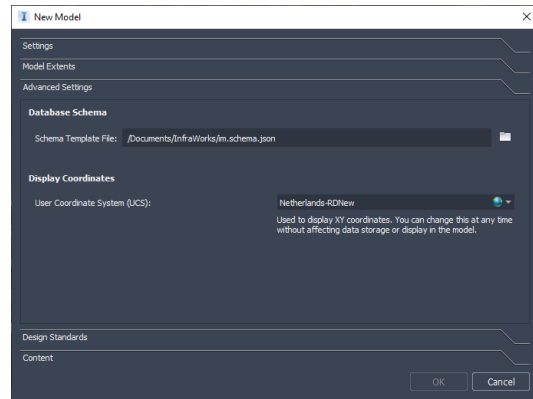 New Model
Settings
Model Extents
Advanced Settings
Database Schema
Schema Template File: /Documents/InfraWorks/im.schema.json
Display Coordinates
User Coordinate System (UCS): Netherlands-RDNew
Used to display XY coordinates. You can change this at any time
without affecting data storage or display in the model.
Design Standards
Content
OK Cancel